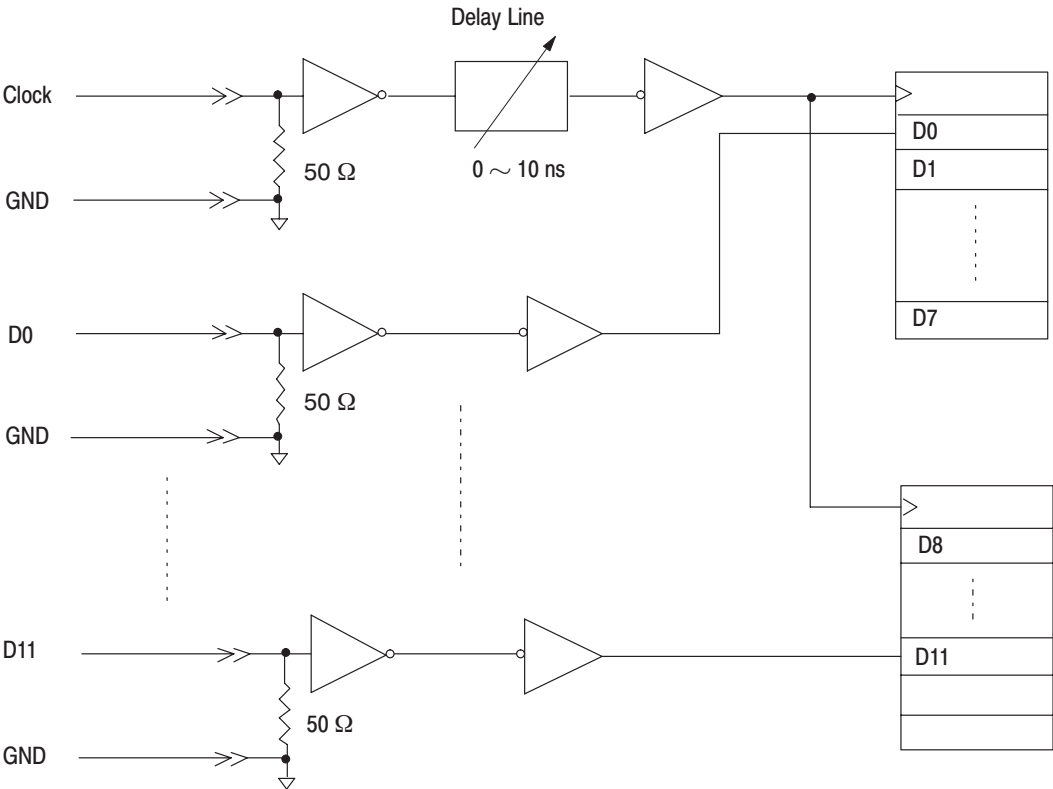 Delay Line
Clock
50 Ω
0 ∼ 10 ns
GND
D0
D1
D7
D0
50 Ω
GND
D8
D11
D11
50 Ω
GND